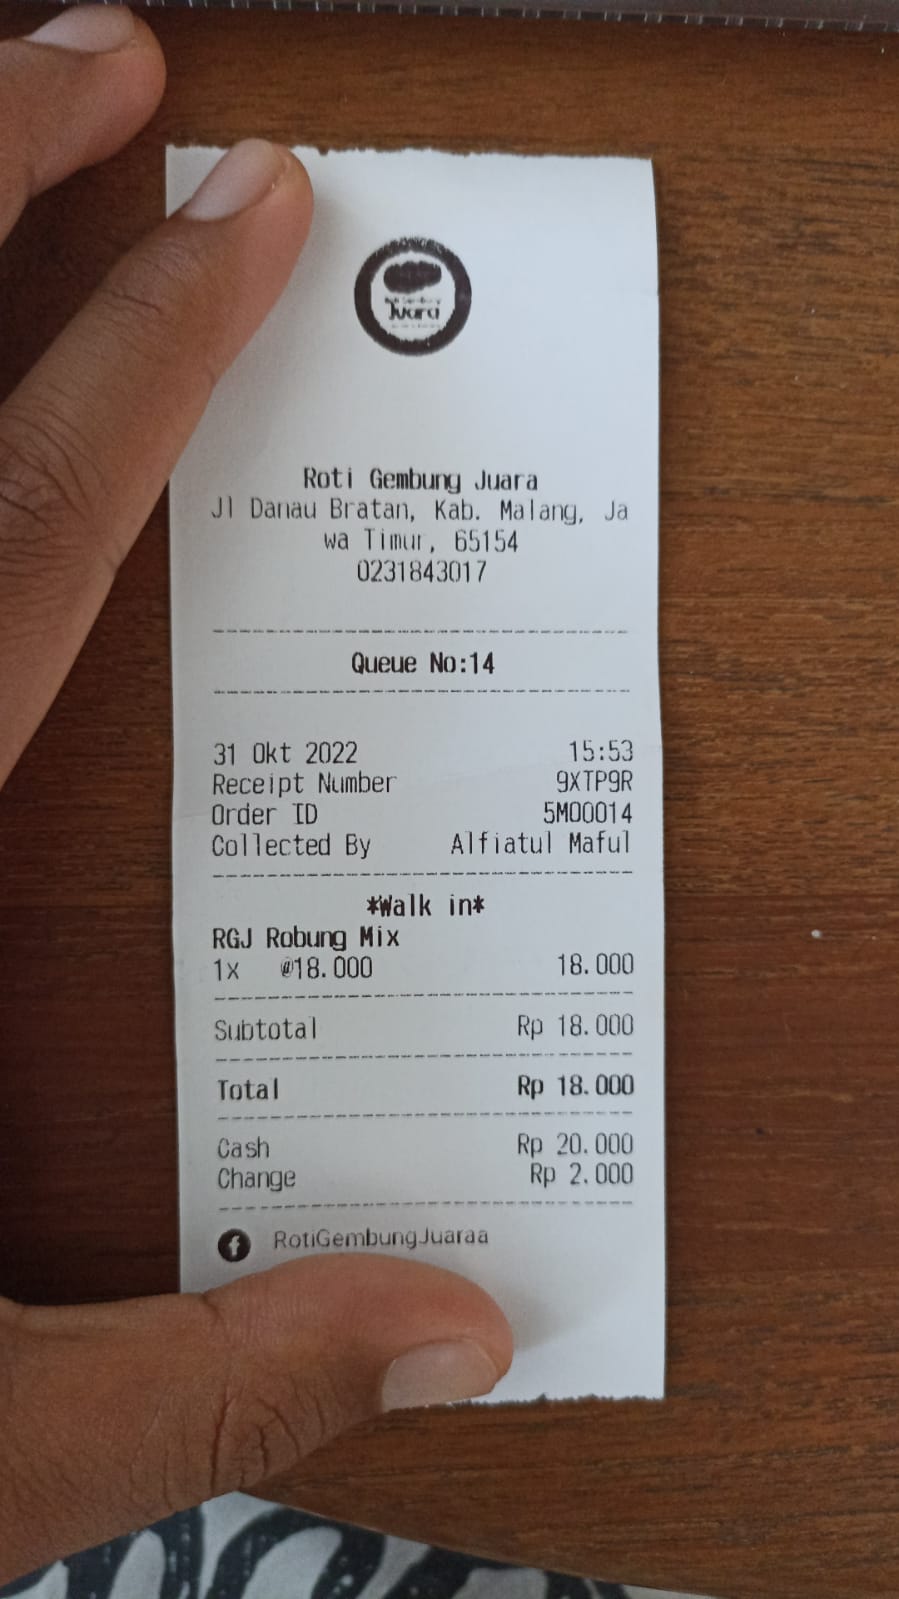 Juara
Roti Gembung Juara
Jl Danau Bratan, Kab. Malang, Ja
wa Timur, 65154
0231843017
Queue No:14
31 Okt 2022 15:53
Receipt Number 9XTP9R
Order ID 5M00014
Collected By Alfiatul Maful
*Walk in*
RGJ Robung Mix
1x @18.000 18.000
Subtotal Rp 18.000
Total Rp 18.000
Cash Rp 20.000
Change Rp 2.000
RotiGembungJuaraa